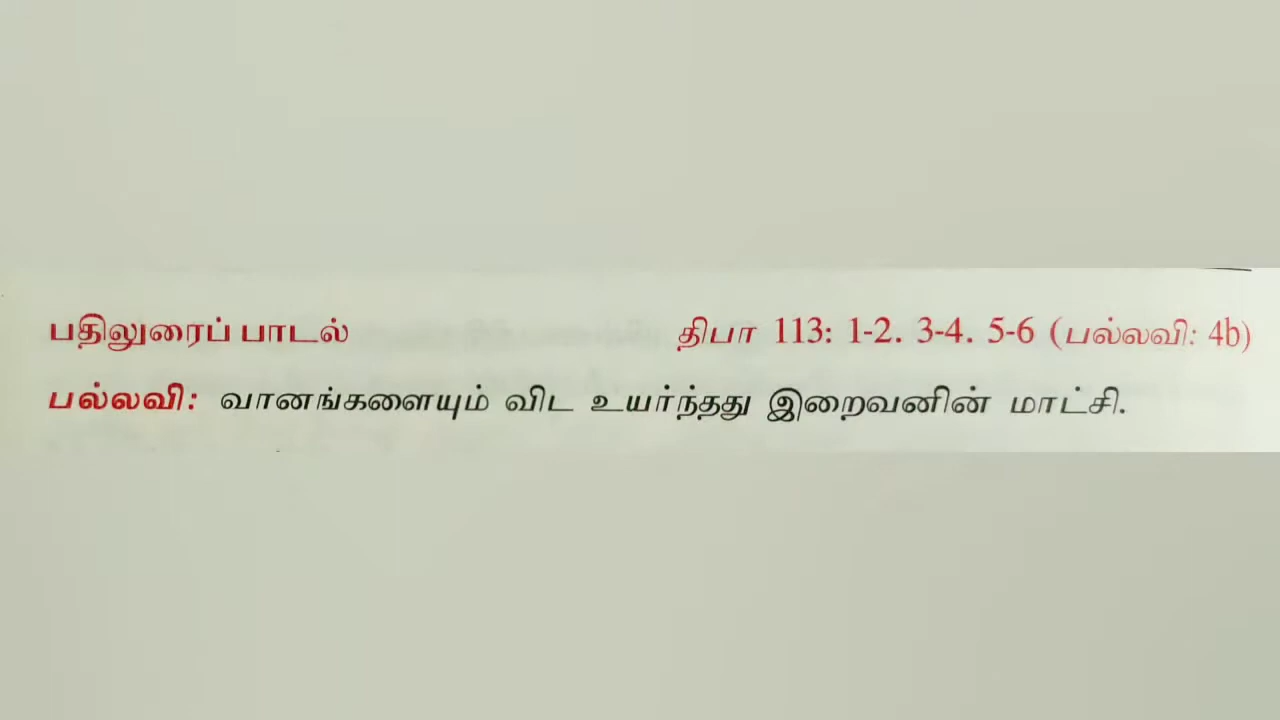 பதிலுரைப் பாடல் திபா 113: 1-2. 3-4. 5-6 (பல்லவி: 4b)
பல்லவி: வானங்களையும் விட உயர்ந்தது இறைவனின் மாட்சி.